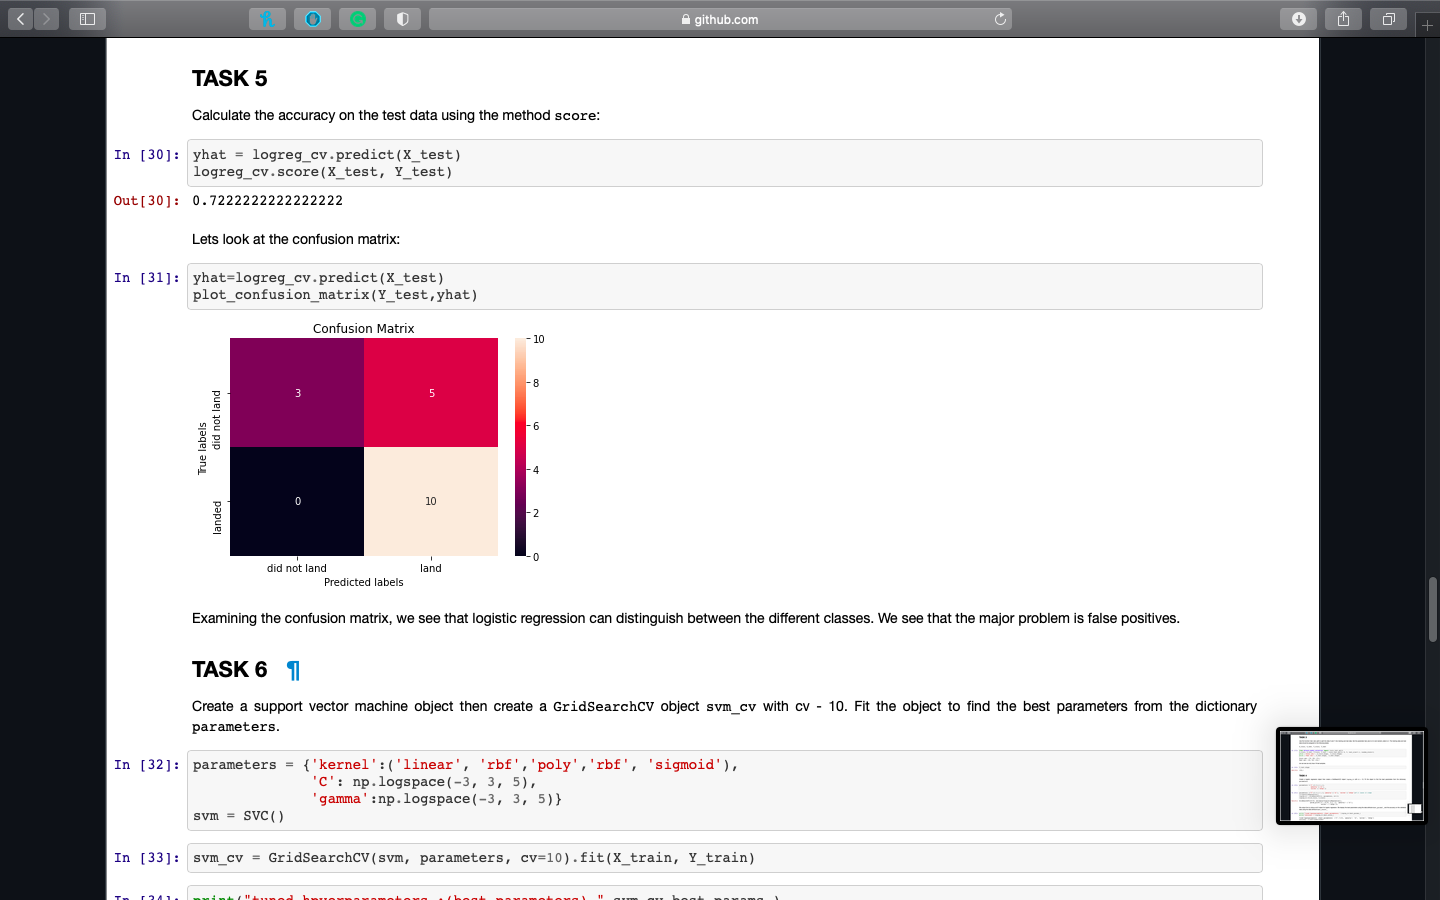 github.com
TASK 5
Calculate the accuracy on the test data using the method score:
In [30]: yhat = logreg_cv.predict(X_test)
logreg_cv.score(X_test, Y_test)
Out[30]: 0.7222222222222222
Lets look at the confusion matrix:
In [31]: yhat=logreg_cv.predict(X_test)
plot_confusion_matrix(Y_test,yhat)
Confusion Matrix
True labels
did not land
landed
3
5
0
10
10
8
6
4
2
0
did not land
land
Predicted labels
Examining the confusion matrix, we see that logistic regression can distinguish between the different classes. We see that the major problem is false positives.
TASK 6 ¶
Create a support vector machine object then create a GridSearchCV object svm_cv with cv - 10. Fit the object to find the best parameters from the dictionary
parameters.
In [32]: parameters = {'kernel':('linear', 'rbf','poly','rbf', 'sigmoid'),
'C': np.logspace(-3, 3, 5),
'gamma':np.logspace(-3, 3, 5)}
svm = SVC()
In [33]: svm_cv = GridSearchCV(svm, parameters, cv=10).fit(X_train, Y_train)
In [34]: print("tuned hpyerparameters :(best parameters) ",svm_cv.best_params_)